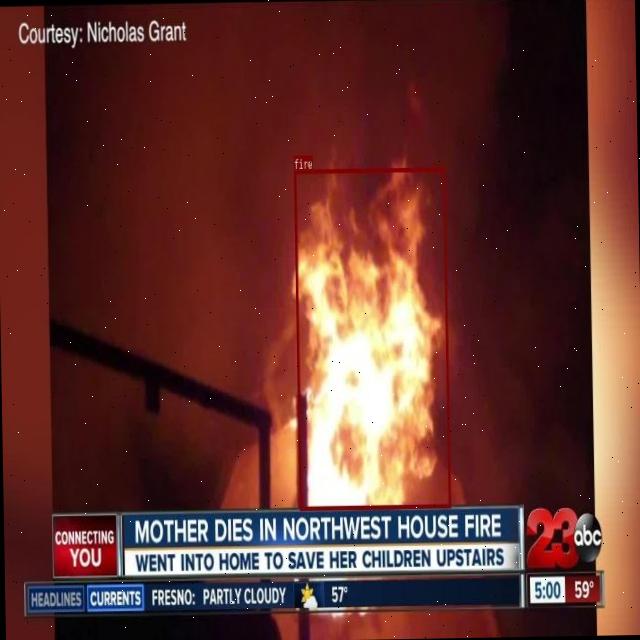 Courtesy: Nicholas Grant
fire
CONNECTING
YOU
MOTHER DIES IN NORTHWEST HOUSE FIRE
WENT INTO HOME TO SAVE HER CHILDREN UPSTAIRS
23 abc
HEADLINES CURRENTS FRESNO: PARTLY CLOUDY 57° 5:00 59°